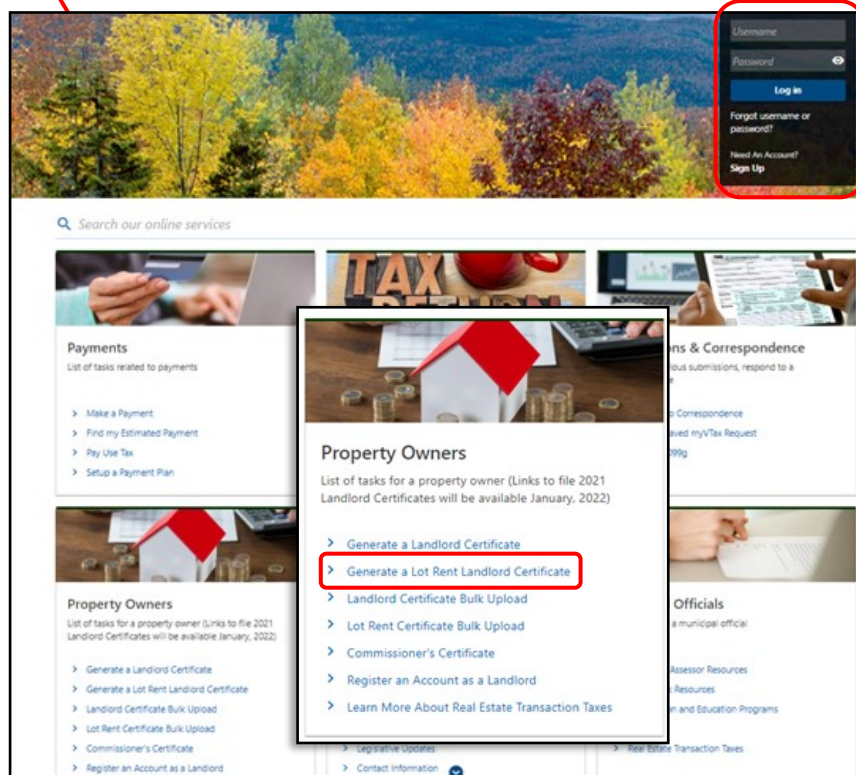 Username
Password
Log in
Forgot username or
password?
Need An Account?
Sign Up
Search our online services
TAX
RETURN
Payments
List of tasks related to payments
Make a Payment
Find my Estimated Payment
Pay Use Tax
Setup a Payment Plan
Property Owners
List of tasks for a property owner (Links to file 2021
Landlord Certificates will be available January, 2022)
Generate a Landlord Certificate
Generate a Lot Rent Landlord Certificate
Landlord Certificate Bulk Upload
Lot Rent Certificate Bulk Upload
Commissioner's Certificate
Register an Account as a Landlord
Learn More About Real Estate Transaction Taxes
ns & Correspondence
ious submissions, respond to a
e
o Correspondence
aved myVTax Request
099g
Property Owners
List of tasks for a property owner (Links to file 2021
Landlord Certificates will be available January, 2022)
Generate a Landlord Certificate
Generate a Lot Rent Landlord Certificate
Landlord Certificate Bulk Upload
Lot Rent Certificate Bulk Upload
Commissioner's Certificate
Register an Account as a Landlord
Legislative Updates
Contact Information
Officials
a municipal official
Assessor Resources
Resources
n and Education Programs
Real Estate Transaction Taxes